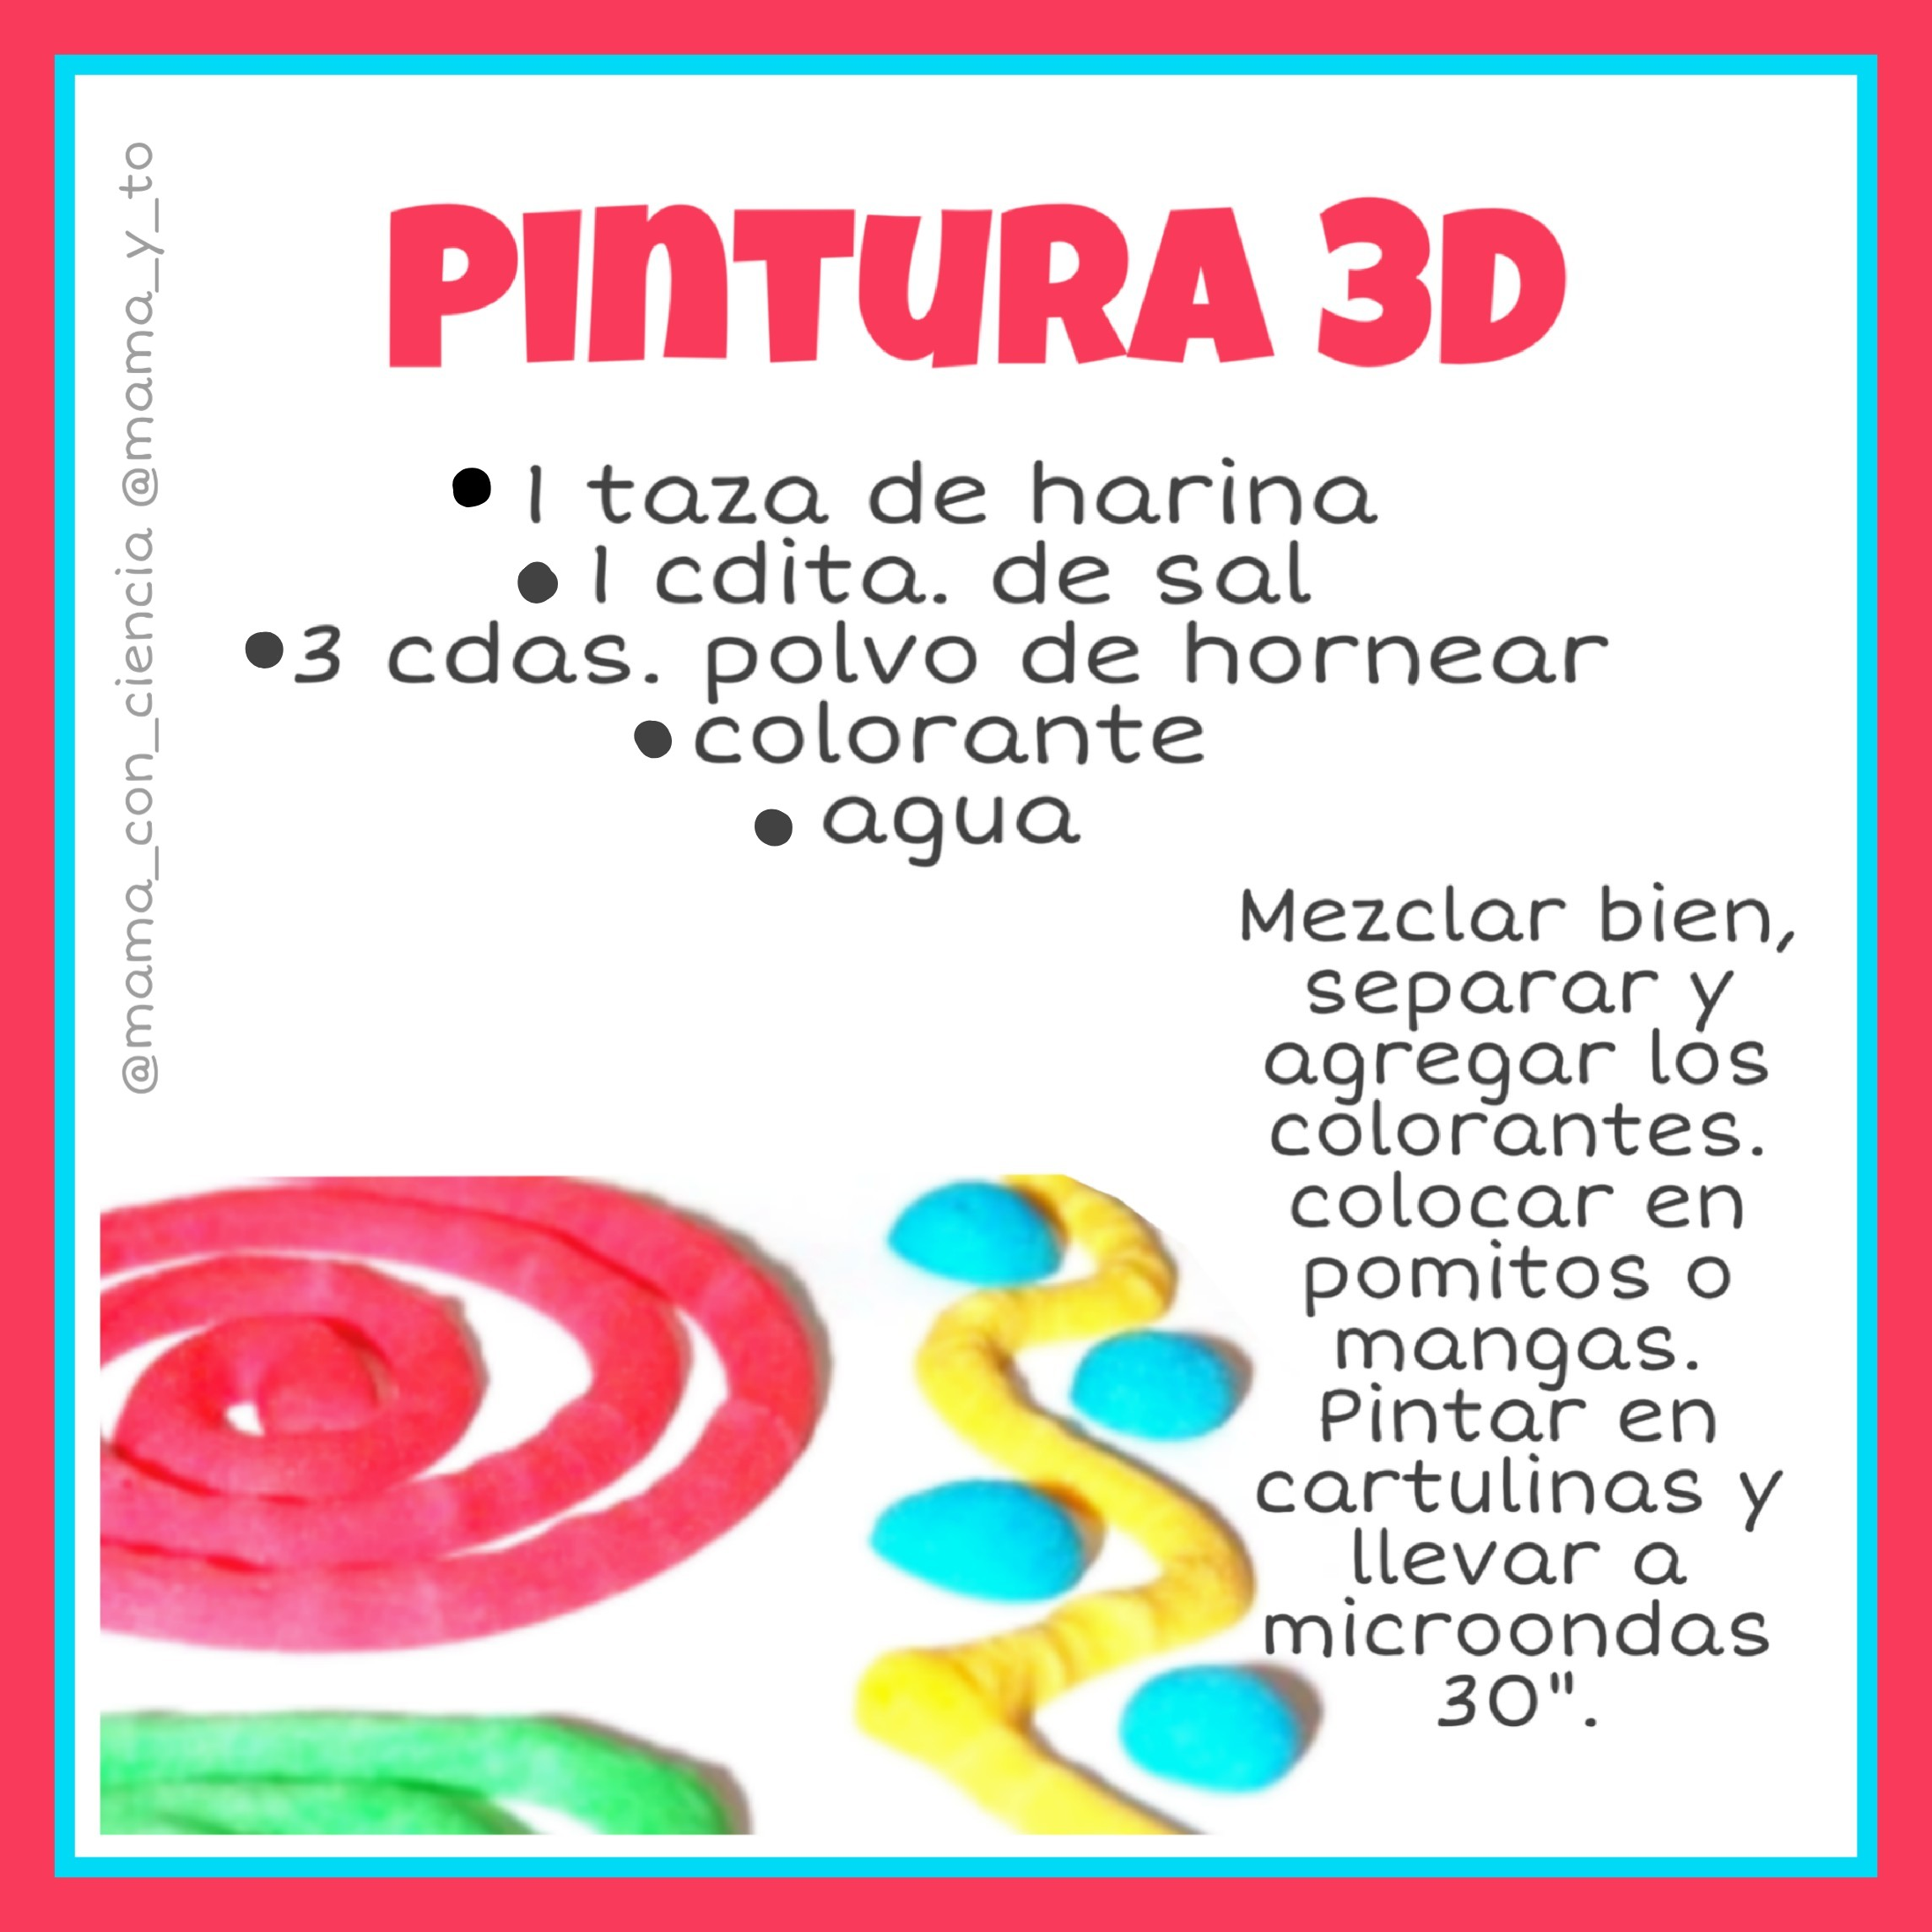 PINTURA 3D
• 1 taza de harina
• 1 cdita. de sal
•3 cdas. polvo de hornear
• colorante
• agua
Mezclar bien,
separar y
agregar los
colorantes.
colocar en
pomitos o
mangas.
Pintar en
cartulinas y
llevar a
microondas
30".
@mama_con_ciencia @mama_y_to